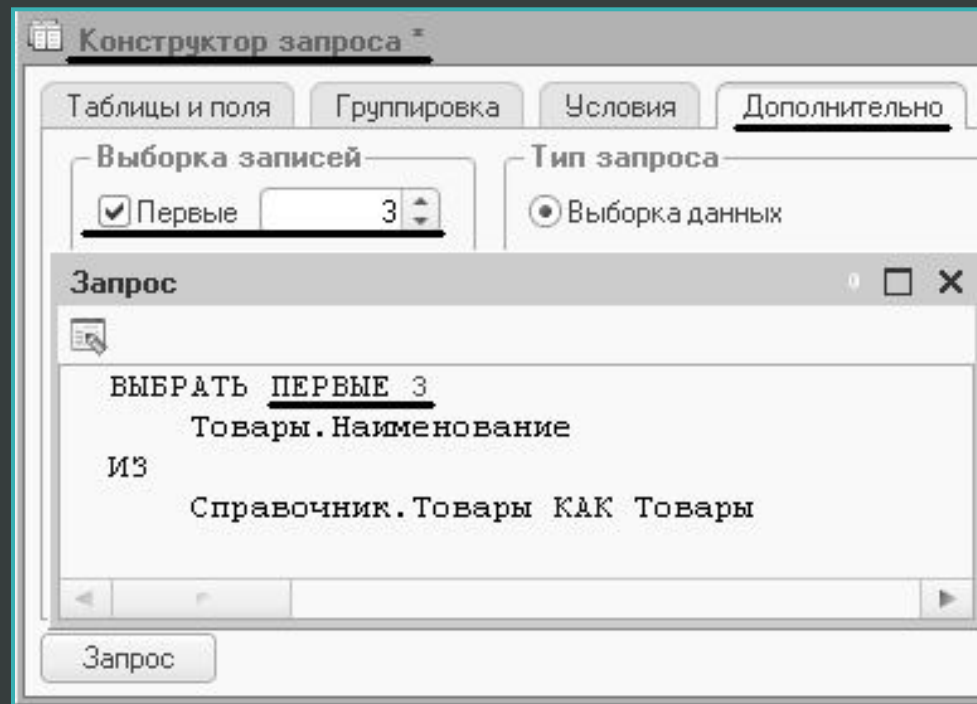 Конструктор запроса *
Таблицы и поля Группировка Условия Дополнительно
Выборка записей Тип запроса
Первые 3 Выборка данных
Запрос
ВЫБРАТЬ ПЕРВЫЕ 3
Товары.Наименование
ИЗ
Справочник.Товары КАК Товары
Запрос